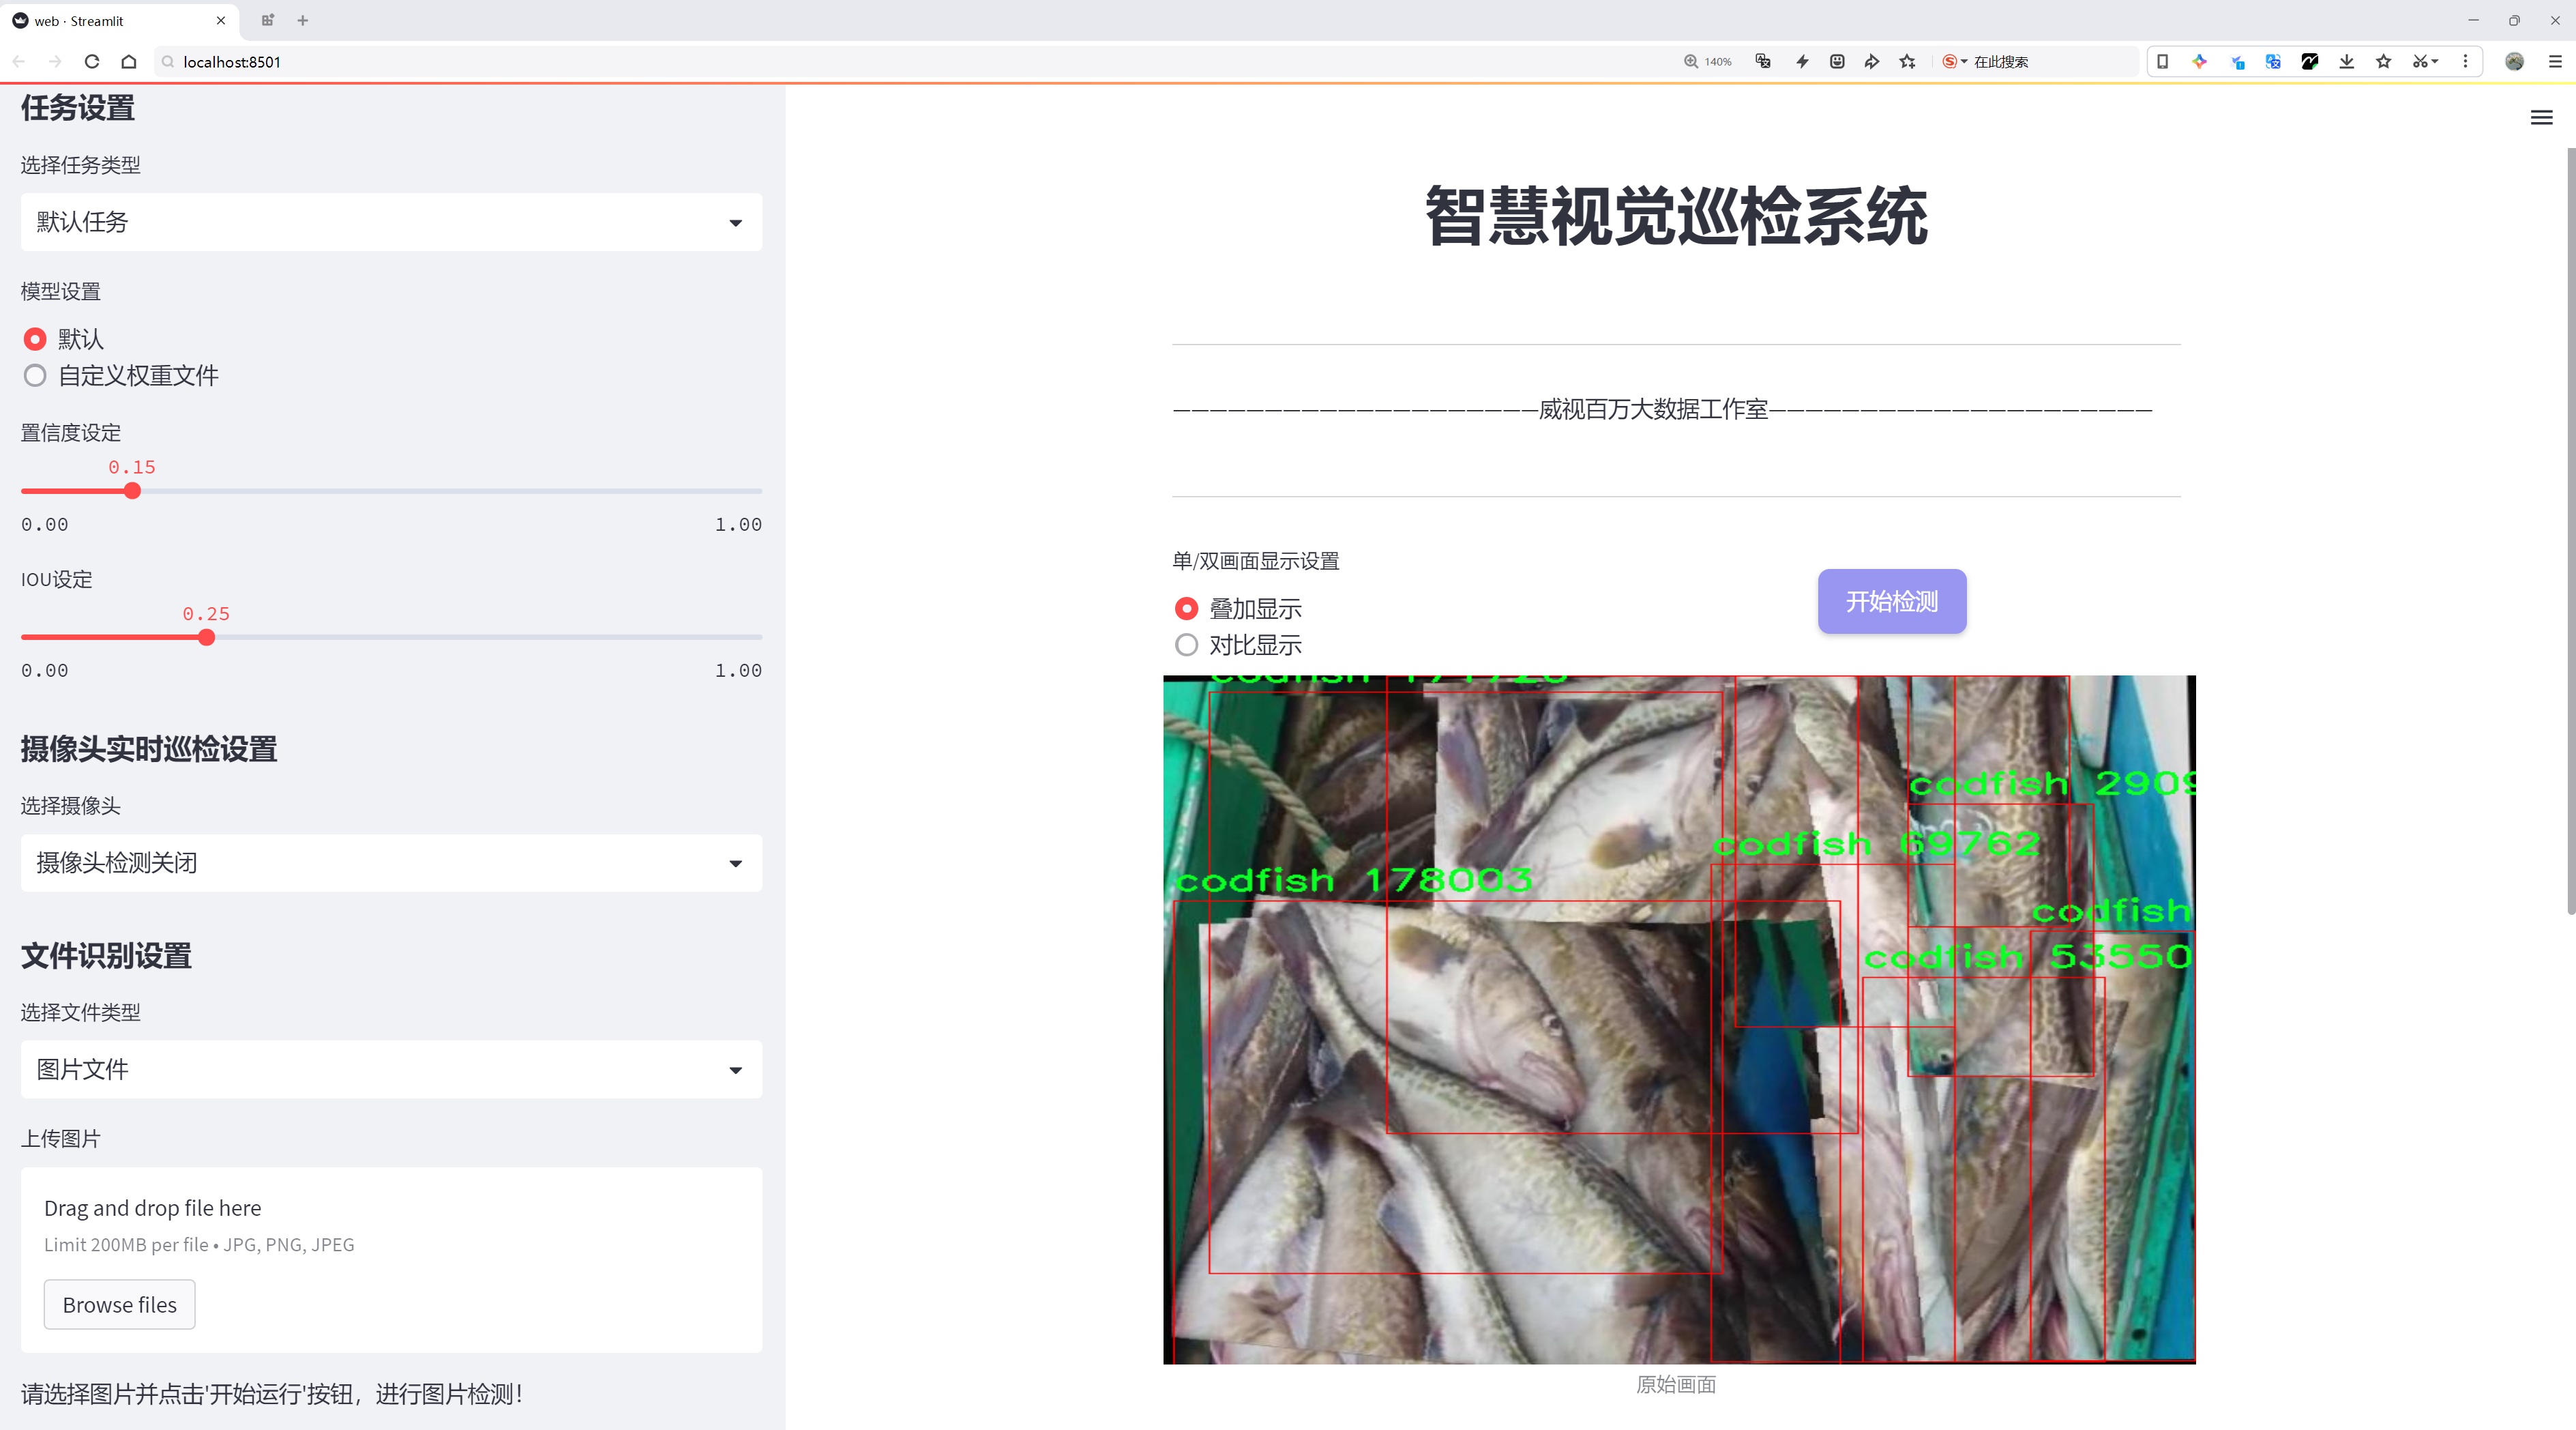 web · Streamlit
localhost:8501
140%
在此搜索
任务设置
选择任务类型
默认任务
模型设置
默认
自定义权重文件
置信度设定
0.15
0.00 1.00
IOU设定
0.25
0.00 1.00
摄像头实时巡检设置
选择摄像头
摄像头检测关闭
文件识别设置
选择文件类型
图片文件
上传图片
Drag and drop file here
Limit 200MB per file • JPG, PNG, JPEG
Browse files
请选择图片并点击'开始运行'按钮，进行图片检测！
智慧视觉巡检系统
————————————————————威视百万大数据工作室—————————————————————
单/双画面显示设置
叠加显示
对比显示
开始检测
codfish
codfish 2909
codfish 69762
codfish 178003
codfish
codfish 53550
原始画面